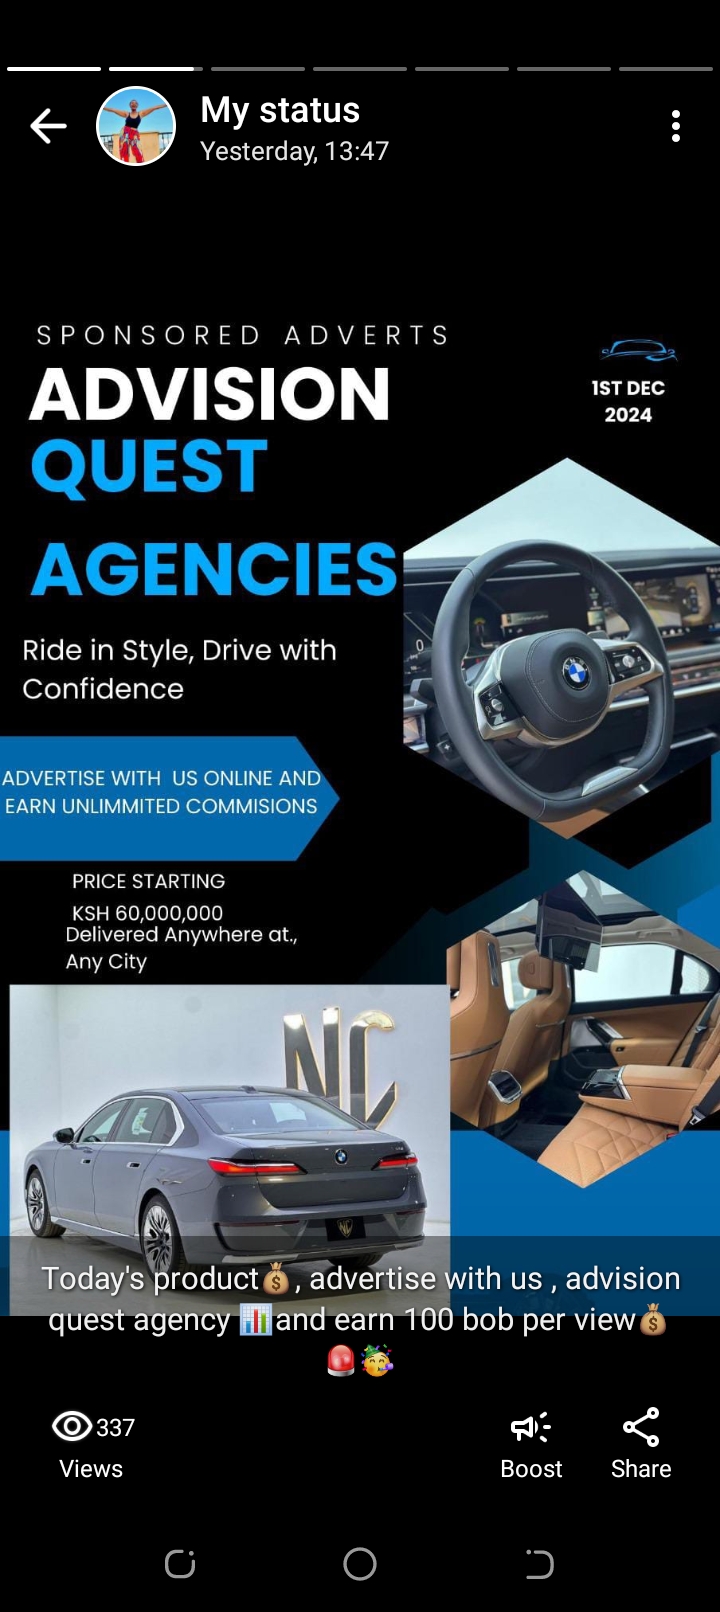 My status
Yesterday, 13:47
SPONSORED ADVERTS
ADVISION
QUEST
AGENCIES
1ST DEC
2024
Ride in Style, Drive with
Confidence
ADVERTISE WITH US ONLINE AND
EARN UNLIMMITED COMMISIONS
PRICE STARTING
KSH 60,000,000
Delivered Anywhere at.,
Any City
NC
Today's product💰, advertise with us , advision
quest agency 📊and earn 100 bob per view💰
🚨🥳
337
Views
Boost
Share